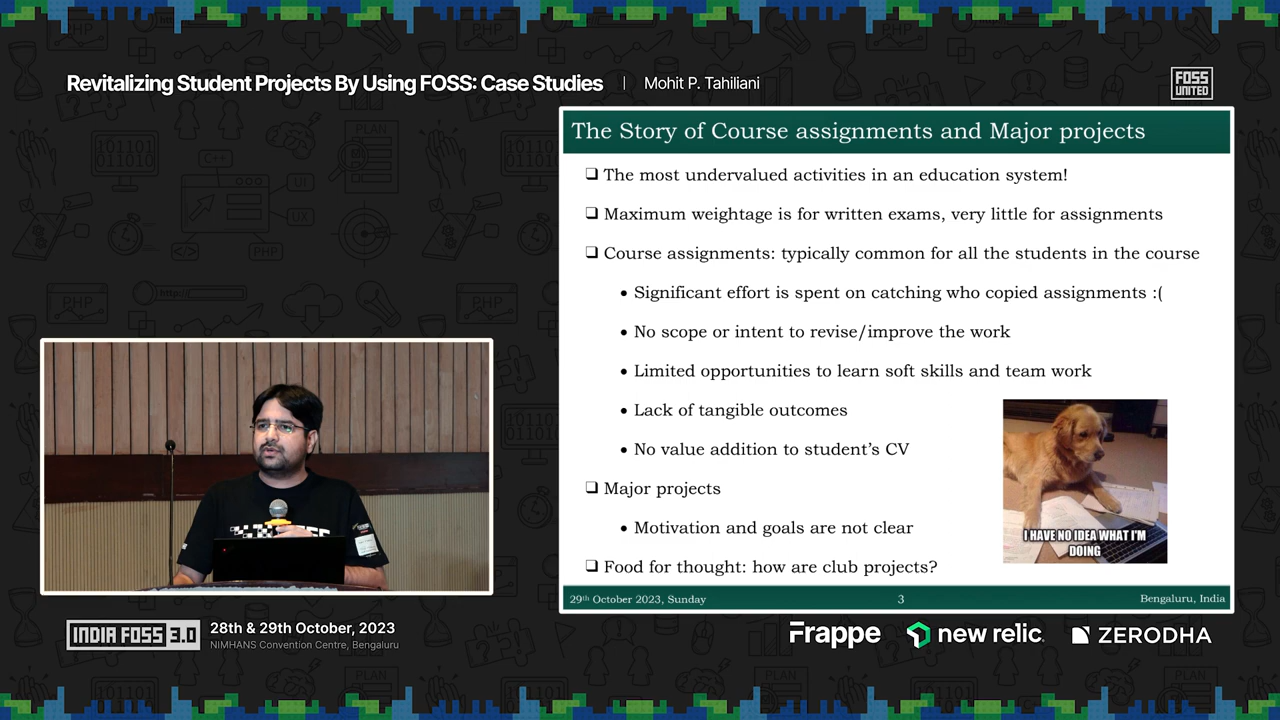 Revitalizing Student Projects By Using FOSS: Case Studies | Mohit P. Tahiliani
FOSS
UNITED
The Story of Course assignments and Major projects
❑ The most undervalued activities in an education system!
❑ Maximum weightage is for written exams, very little for assignments
❑ Course assignments: typically common for all the students in the course
• Significant effort is spent on catching who copied assignments :(
• No scope or intent to revise/improve the work
• Limited opportunities to learn soft skills and team work
• Lack of tangible outcomes
• No value addition to student's CV
❑ Major projects
• Motivation and goals are not clear
❑ Food for thought: how are club projects?
I HAVE NO IDEA WHAT I'M
DOING
29th October 2023, Sunday 3 Bengaluru, India
INDIA FOSS 3.0
28th & 29th October, 2023
NIMHANS Convention Centre, Bengaluru
Frappe new relic ZERODHA